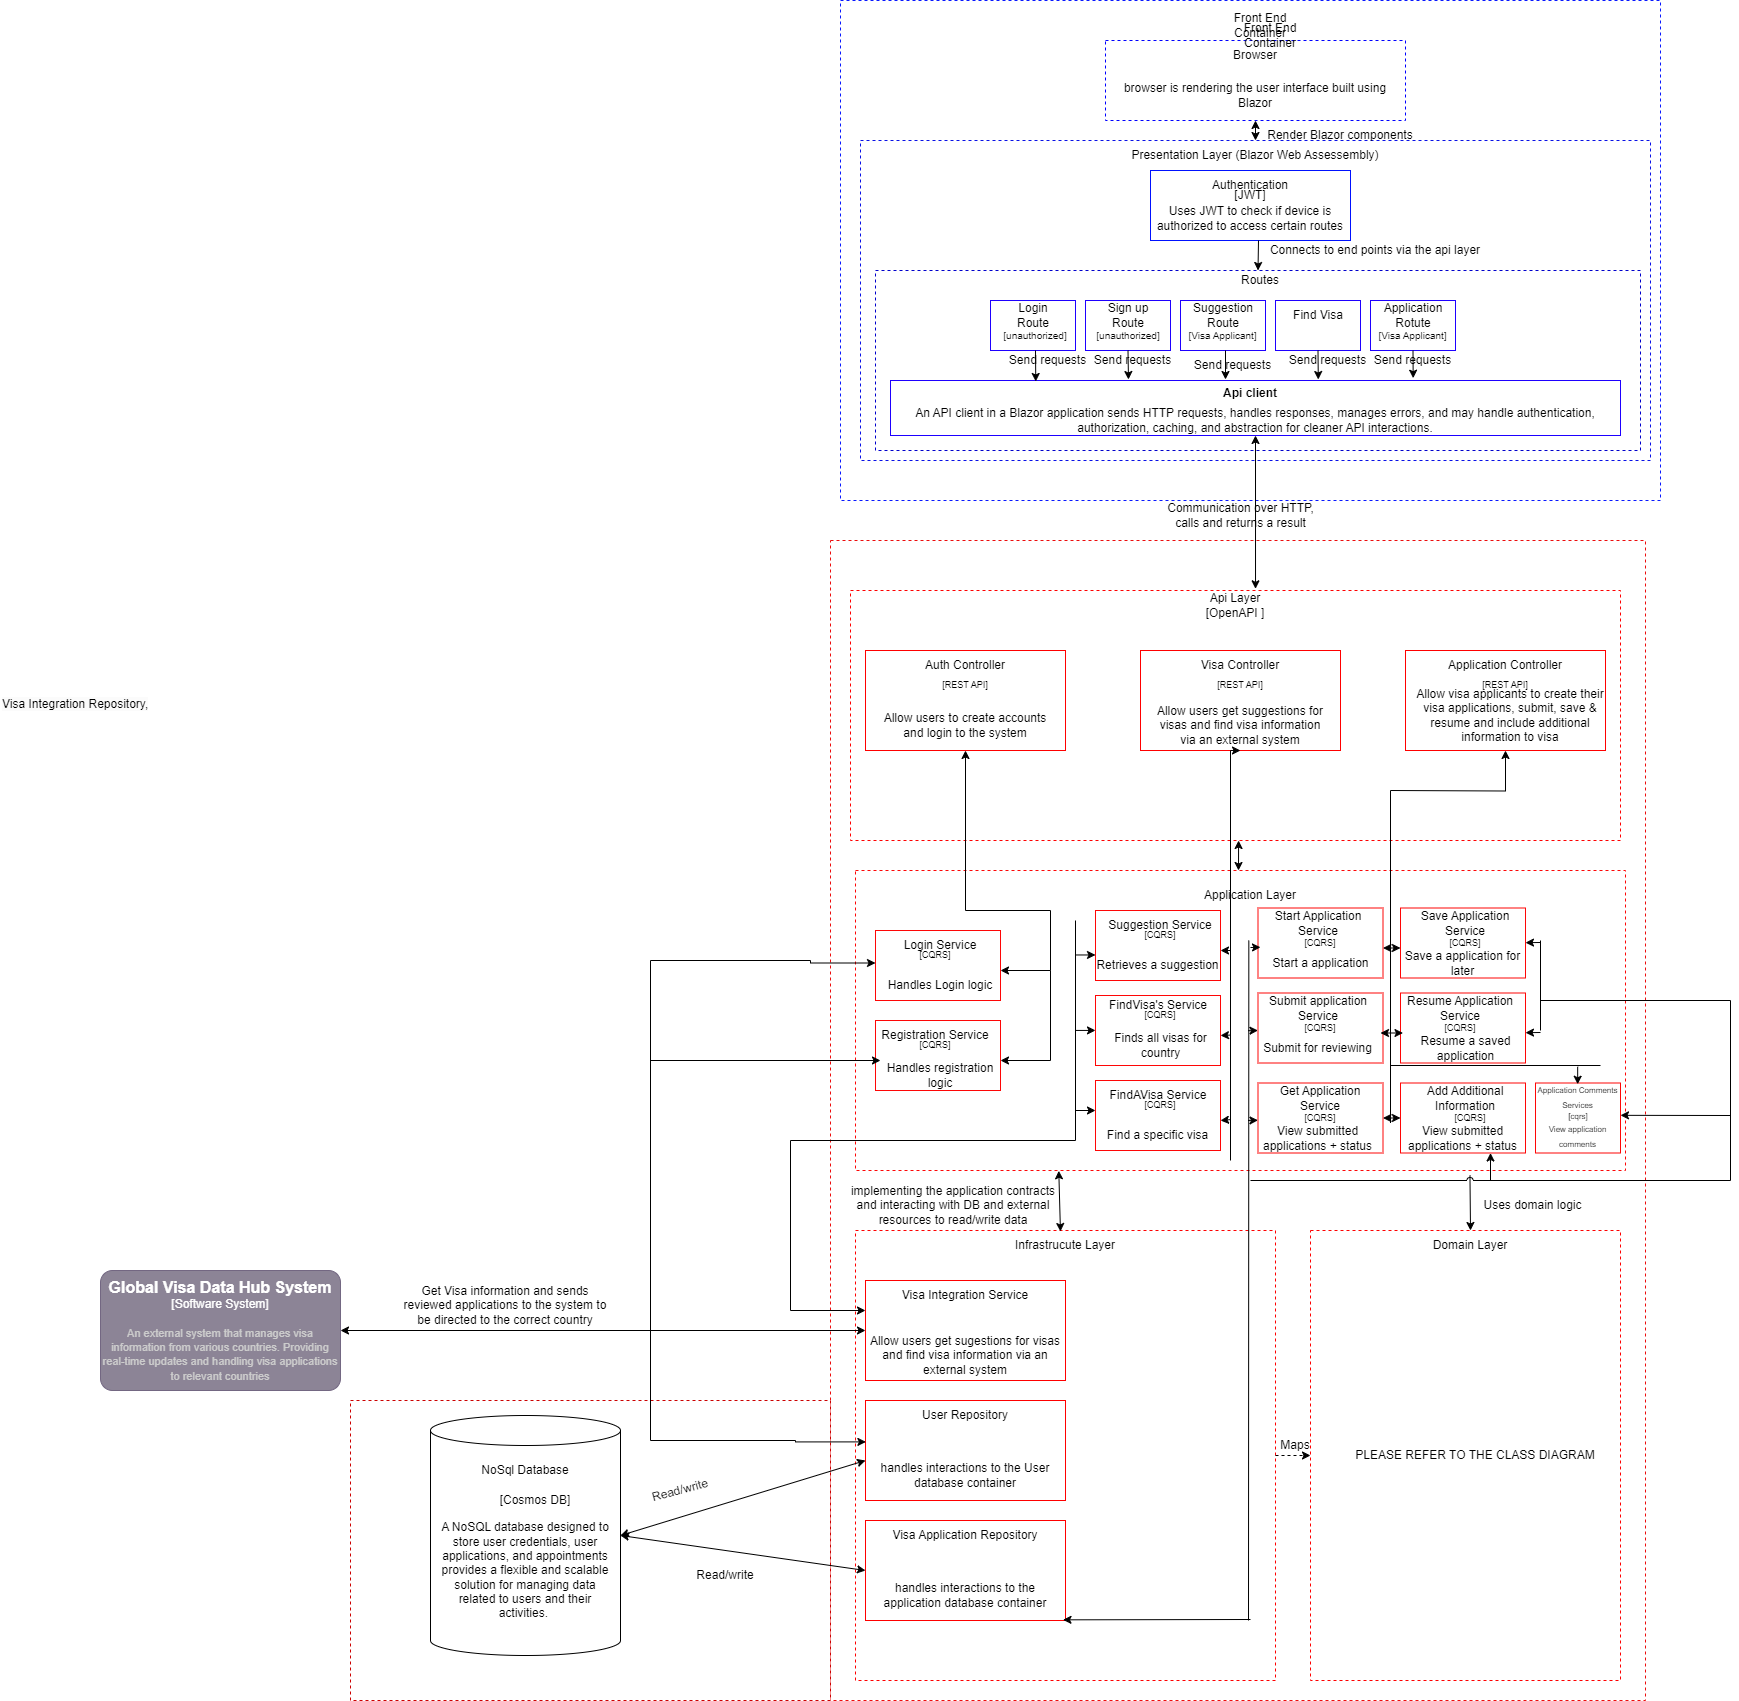 Front End
Container
Front End
Container
Browser
browser is rendering the user interface built using
Blazor
Render Blazor components
Presentation Layer (Blazor Web Assessembly)
Authentication
[JWT]
Uses JWT to check if device is
authorized to access certain routes
Connects to end points via the api layer
Routes
Login
Route
[unauthorized]
Sign up
Route
[unauthorized]
Suggestion
Route
[Visa Applicant]
Find Visa
Application
Rotute
[Visa Applicant]
Send requests
Send requests
Send requests
Send requests
Send requests
Api client
An API client in a Blazor application sends HTTP requests, handles responses, manages errors, and may handle authentication,
authorization, caching, and abstraction for cleaner API interactions.
Communication over HTTP,
calls and returns a result
Api Layer
[OpenAPI ]
Auth Controller
[REST API]
Allow users to create accounts
and login to the system
Visa Controller
[REST API]
Allow users get suggestions for
visas and find visa information
via an external system
Application Controller
[REST API]
Allow visa applicants to create their
visa applications, submit, save &
resume and include additional
information to visa
Visa Integration Repository,
Application Layer
Login Service
[CQRS]
Handles Login logic
Registration Service
[CQRS]
Handles registration
logic
Suggestion Service
[CQRS]
Retrieves a suggestion
FindVisa's Service
[CQRS]
Finds all visas for
country
FindAVisa Service
[CQRS]
Find a specific visa
Start Application
Service
[CQRS]
Start a application
Save Application
Service
[CQRS]
Save a application for
later
Submit application
Service
[CQRS]
Submit for reviewing
Resume Application
Service
[CQRS]
Resume a saved
application
Get Application
Service
[CQRS]
View submitted
applications + status
Add Additional
Information
[CQRS]
View submitted
applications + status
Application Comments
Services
[cqrs]
View application
comments
implementing the application contracts
and interacting with DB and external
resources to read/write data
Uses domain logic
Infrastrucute Layer
Domain Layer
Visa Integration Service
Allow users get sugestions for visas
and find visa information via an
external system
Global Visa Data Hub System
[Software System]
An external system that manages visa
information from various countries. Providing
real-time updates and handling visa applications
to relevant countries
Get Visa information and sends
reviewed applications to the system to
be directed to the correct country
User Repository
handles interactions to the User
database container
Maps
PLEASE REFER TO THE CLASS DIAGRAM
NoSql Database
[Cosmos DB]
A NoSQL database designed to
store user credentials, user
applications, and appointments
provides a flexible and scalable
solution for managing data
related to users and their
activities.
Read/write
Read/write
Visa Application Repository
handles interactions to the
application database container